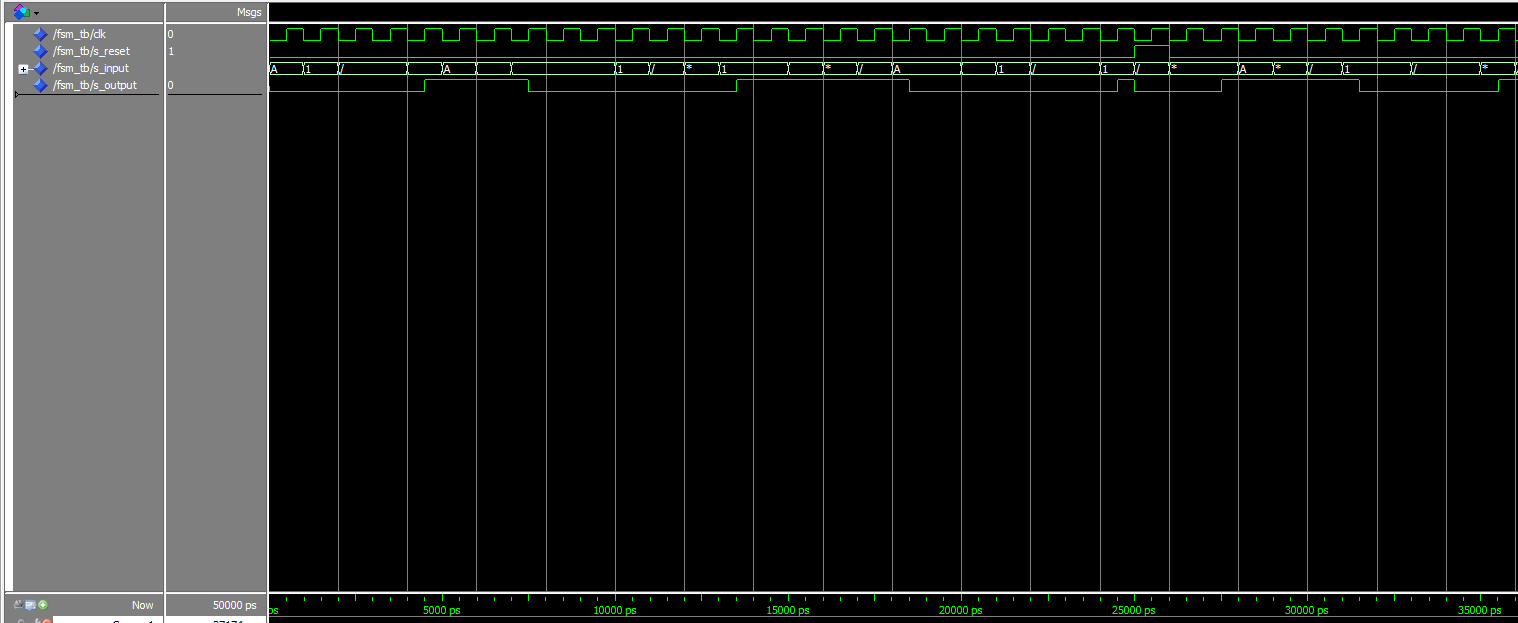 Msgs
/fsm_tb/clk 0
/fsm_tb/s_reset 1
/fsm_tb/s_input A 1 / A 1 / * 1 * / A 1 / 1 / * A * / 1 / *
/fsm_tb/s_output 0
Now 50000 ps ps 5000 ps 10000 ps 15000 ps 20000 ps 25000 ps 30000 ps 35000 ps